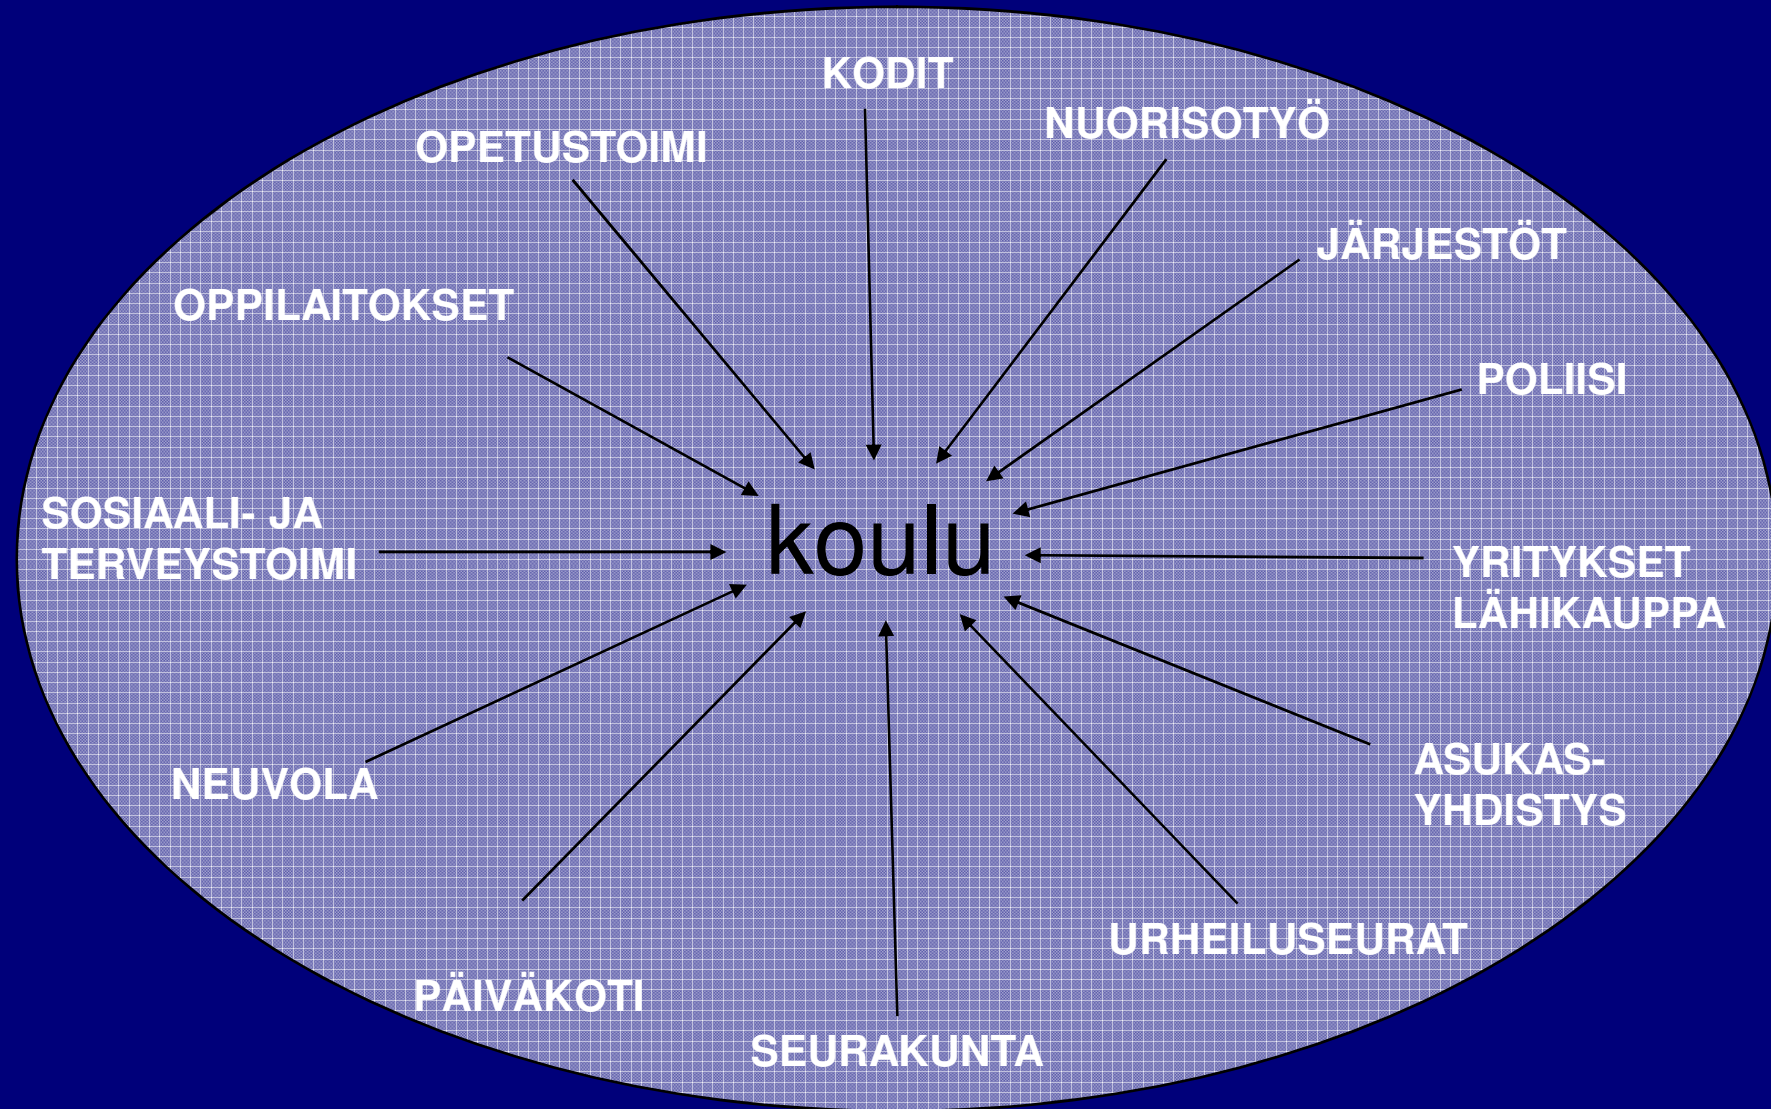 KODIT
NUORISOTYÖ
OPETUSTOIMI
JÄRJESTÖT
OPPILAITOKSET
POLIISI
SOSIAALI- JA
TERVEYSTOIMI
koulu
YRITYKSET
LÄHIKAUPPA
NEUVOLA
ASUKAS-
YHDISTYS
URHEILUSEURAT
PÄIVÄKOTI
SEURAKUNTA